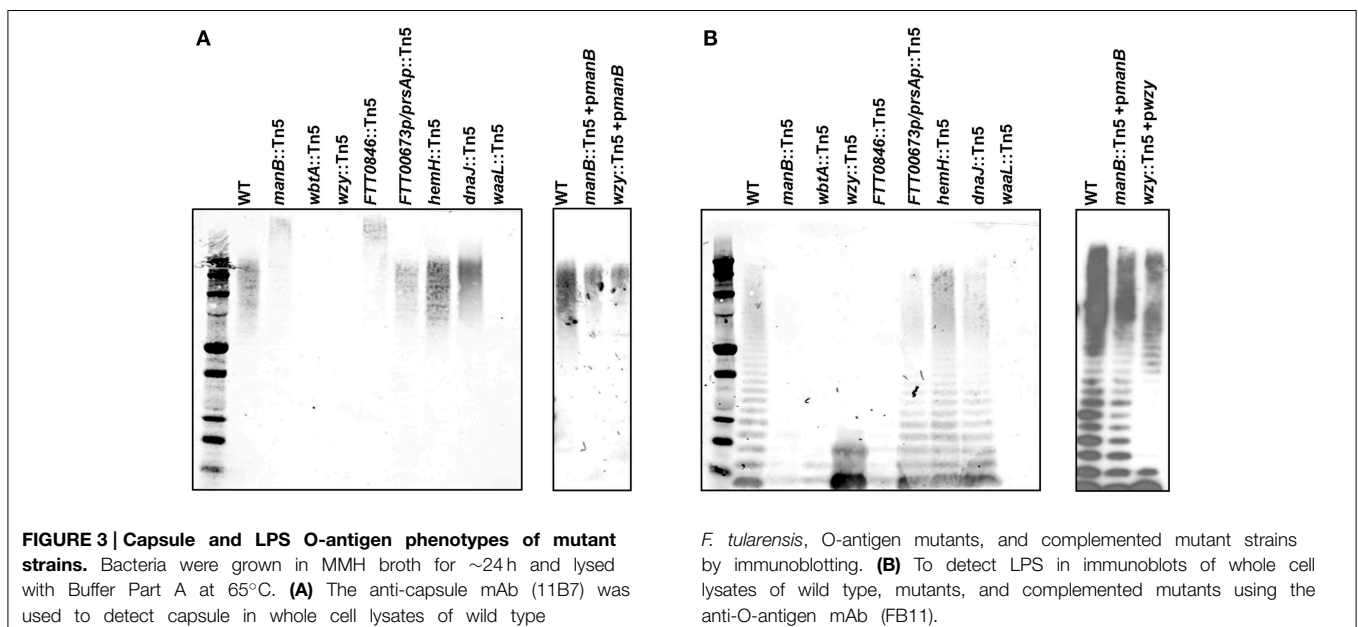 A
WT
manB::Tn5
wbtA::Tn5
wzy::Tn5
FTT0846::Tn5
FTT00673p/prsAp::Tn5
hemH::Tn5
dnaJ::Tn5
waaL::Tn5
WT
manB::Tn5 +pmanB
wzy::Tn5 +pmanB
B
WT
manB::Tn5
wbtA::Tn5
wzy::Tn5
FTT0846::Tn5
FTT00673p/prsAp::Tn5
hemH::Tn5
dnaJ::Tn5
waaL::Tn5
WT
manB::Tn5 +pmanB
wzy::Tn5 +pwzy
FIGURE 3 | Capsule and LPS O-antigen phenotypes of mutant
strains. Bacteria were grown in MMH broth for ~24 h and lysed
with Buffer Part A at 65°C. (A) The anti-capsule mAb (11B7) was
used to detect capsule in whole cell lysates of wild type
F. tularensis, O-antigen mutants, and complemented mutant strains
by immunoblotting. (B) To detect LPS in immunoblots of whole cell
lysates of wild type, mutants, and complemented mutants using the
anti-O-antigen mAb (FB11).